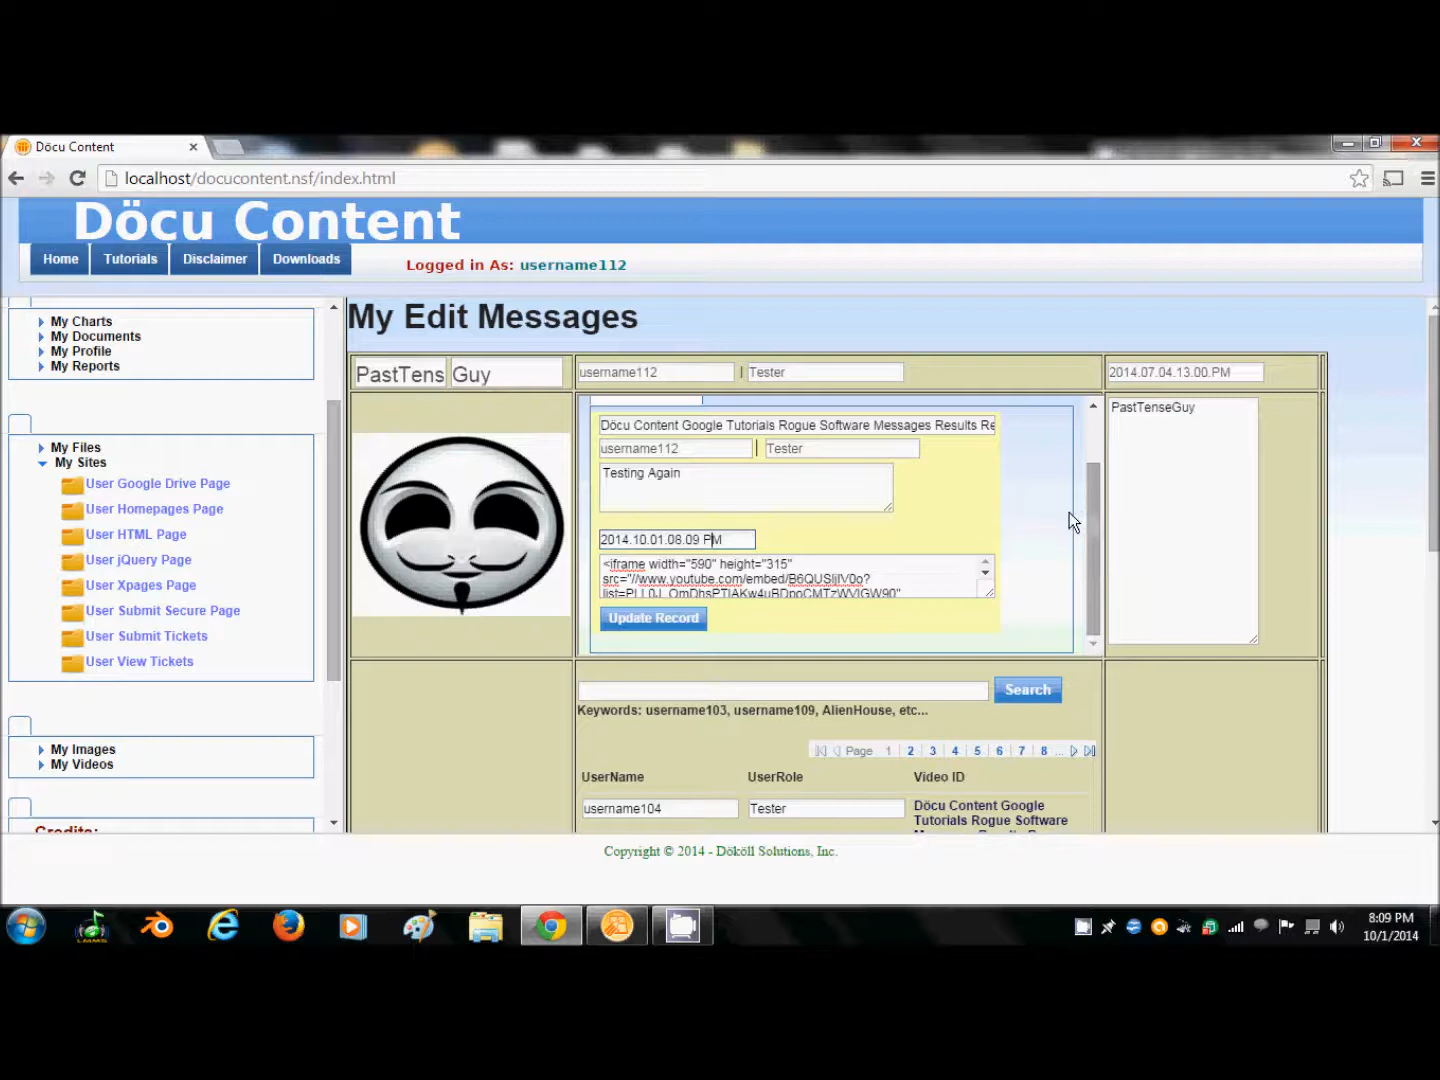 Döcu Content
localhost/docucontent.nsf/index.html
Döcu Content
Home Tutorials Disclaimer Downloads
Logged in As: username112
My Charts
My Documents
My Profile
My Reports
My Files
My Sites
User Google Drive Page
User Homepages Page
User HTML Page
User jQuery Page
User Xpages Page
User Submit Secure Page
User Submit Tickets
User View Tickets
My Images
My Videos
Credits:
My Edit Messages
PastTens Guy
username112 | Tester
2014.07.04.13.00.PM
Döcu Content Google Tutorials Rogue Software Messages Results Re
username112 | Tester
Testing Again
2014.10.01.08.09 PM
<iframe width="590" height="315"
Update Record
PastTenseGuy
Search
Keywords: username103, username109, AlienHouse, etc...
Page 1 2 3 4 5 6 7 8 ...
UserName UserRole Video ID
username104 Tester
Döcu Content Google
Tutorials Rogue Software
Copyright © 2014 - Dököll Solutions, Inc.
LMMS
8:09 PM
10/1/2014